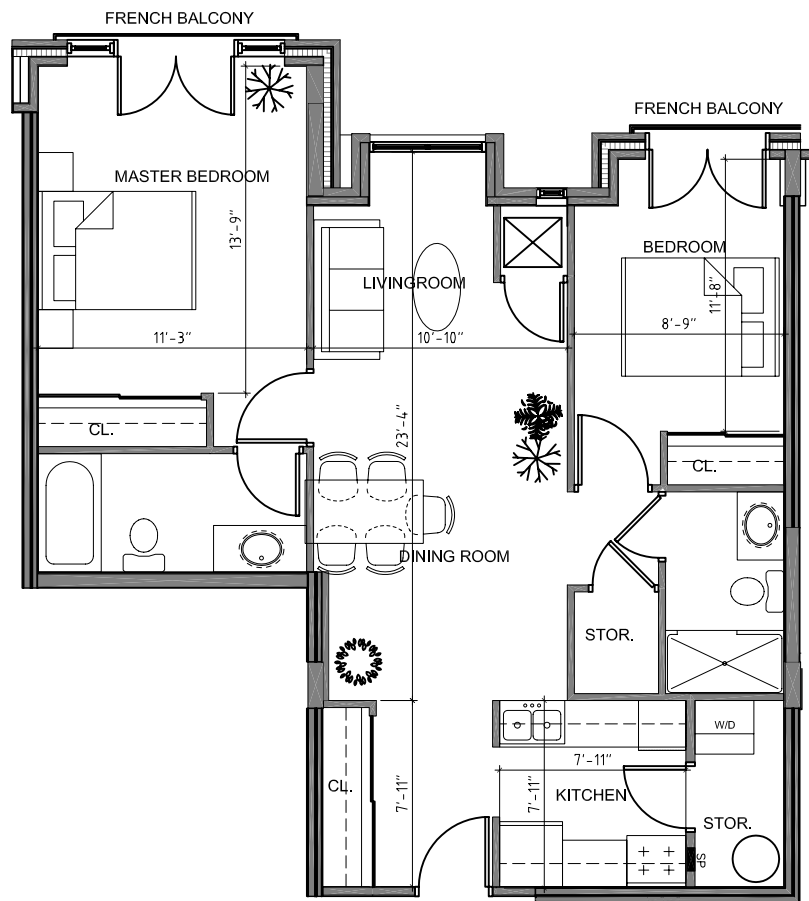 FRENCH BALCONY
FRENCH BALCONY
MASTER BEDROOM
13'-9"
LIVINGROOM
BEDROOM
11'-8"
11'-3"
10'-10"
8'-9"
23'-4"
CL.
CL.
DINING ROOM
STOR.
W/D
7'-11"
CL.
7'-11"
7'-11"
KITCHEN
STOR.
SP